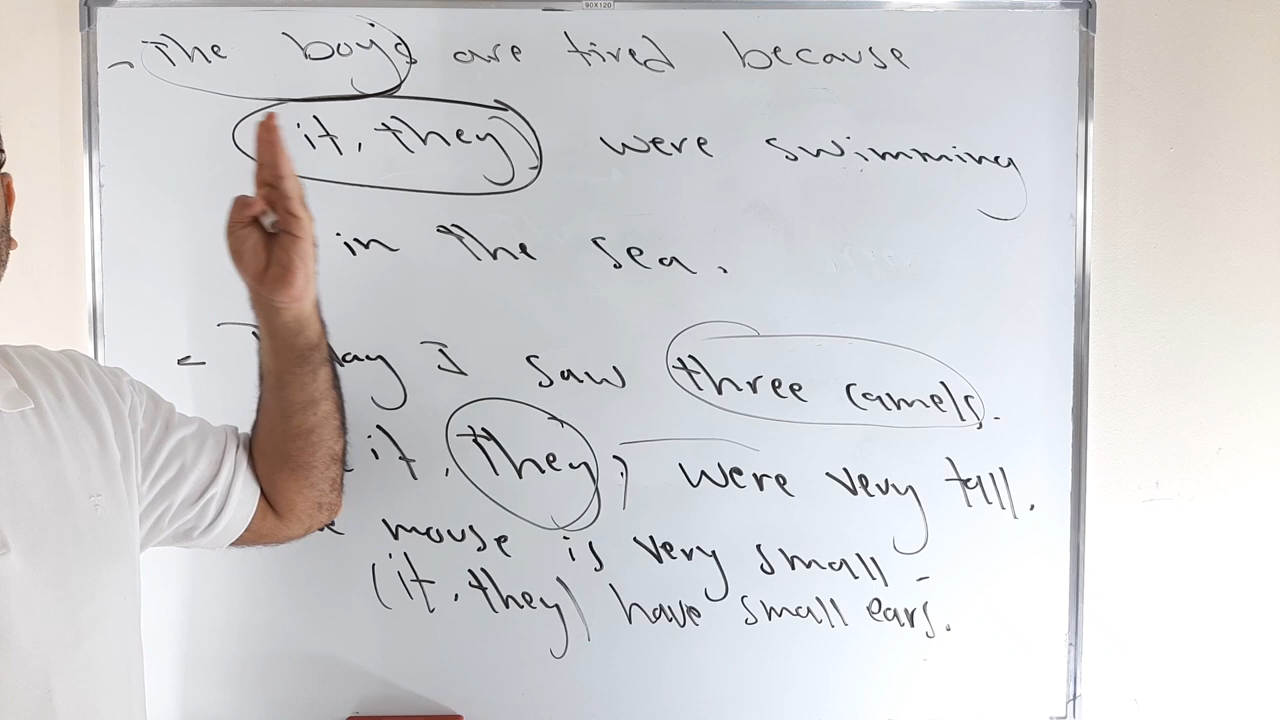 90X120
- The boys are tired because
(it, they) were swimming
in the sea.
- Today I saw three camels.
(it, they) were very tall.
mouse is very small -
(it, they) have small ears.